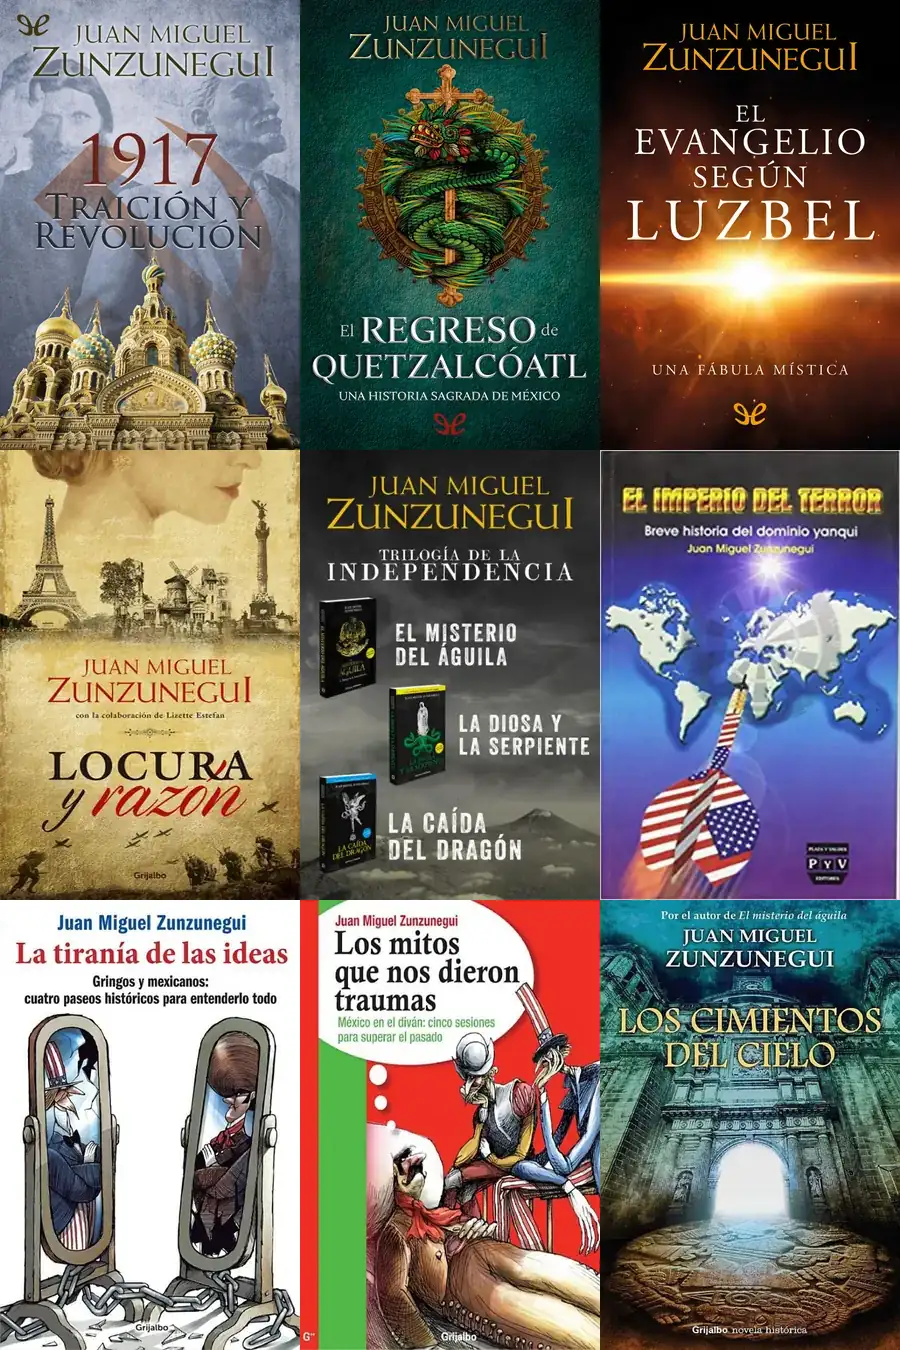 JUAN MIGUEL
ZUNZUNEGUI
1917
TRAICIÓN Y
REVOLUCIÓN
JUAN MIGUEL
ZUNZUNEGUI
El REGRESO de
QUETZALCÓATL
UNA HISTORIA SAGRADA DE MÉXICO
JUAN MIGUEL
ZUNZUNEGUI
EL
EVANGELIO
SEGÚN
LUZBEL
UNA FÁBULA MÍSTICA
JUAN MIGUEL
ZUNZUNEGUI
con la colaboración de Lizette Estefan
LOCURA
y razón
Grijalbo
JUAN MIGUEL
ZUNZUNEGUI
TRILOGÍA DE LA
INDEPENDENCIA
EL MISTERIO
DEL ÁGUILA
LA DIOSA Y
LA SERPIENTE
LA CAÍDA
DEL DRAGÓN
EL IMPERIO DEL TERROR
Breve historia del dominio yanqui
Juan Miguel Zunzunegui
PLAZA Y VALDES
P Y V
EDITORES
Juan Miguel Zunzunegui
La tiranía de las ideas
Gringos y mexicanos:
cuatro paseos históricos para entenderlo todo
Grijalbo
Juan Miguel Zunzunegui
Los mitos
que nos dieron
traumas
México en el diván: cinco sesiones
para superar el pasado
G
Grijalbo
Por el autor de El misterio del águila
JUAN MIGUEL
ZUNZUNEGUI
LOS CIMIENTOS
DEL CIELO
Grijalbo novela histórica